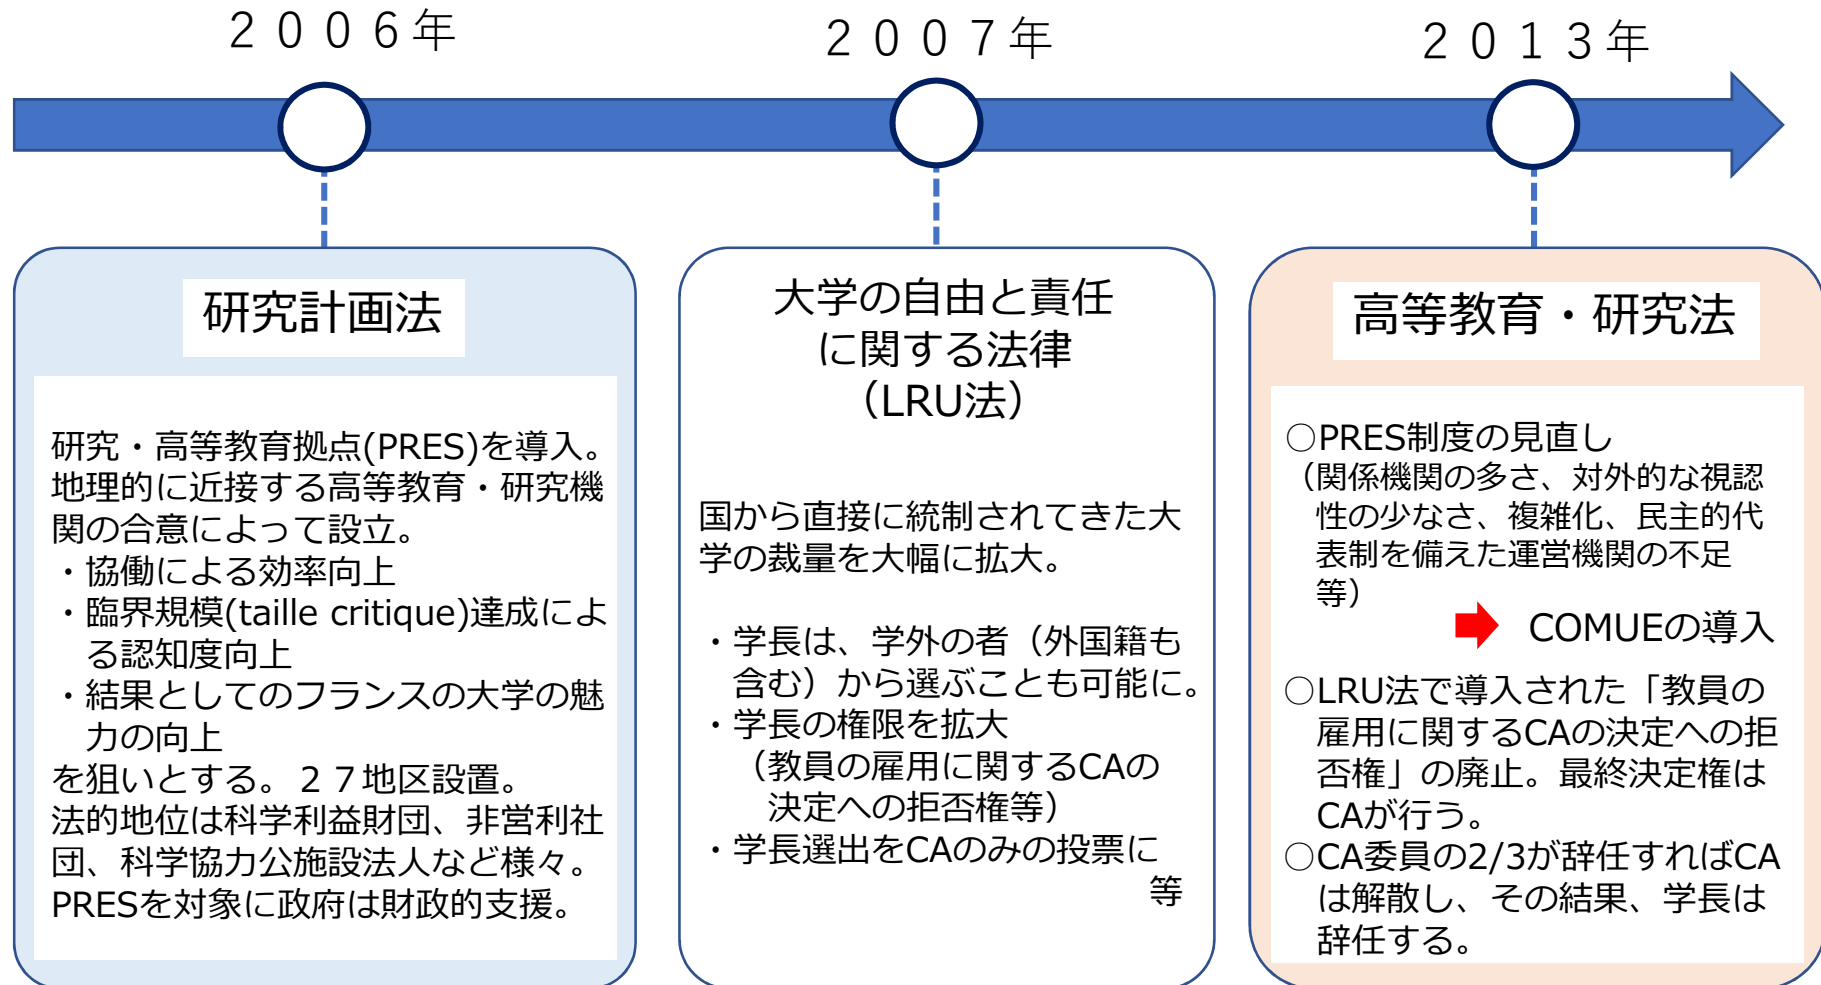 ２００６年
２００７年
２０１３年
研究計画法
研究・高等教育拠点(PRES)を導入。
地理的に近接する高等教育・研究機
関の合意によって設立。
・協働による効率向上
・臨界規模(taille critique)達成によ
る認知度向上
・結果としてのフランスの大学の魅
力の向上
を狙いとする。２７地区設置。
法的地位は科学利益財団、非営利社
団、科学協力公施設法人など様々。
PRESを対象に政府は財政的支援。
大学の自由と責任
に関する法律
（LRU法）
国から直接に統制されてきた大
学の裁量を大幅に拡大。
・学長は、学外の者（外国籍も
含む）から選ぶことも可能に。
・学長の権限を拡大
（教員の雇用に関するCAの
決定への拒否権等）
・学長選出をCAのみの投票に
等
高等教育・研究法
○PRES制度の見直し
（関係機関の多さ、対外的な視認
性の少なさ、複雑化、民主的代
表制を備えた運営機関の不足
等）
COMUEの導入
○LRU法で導入された「教員の
雇用に関するCAの決定への拒
否権」の廃止。最終決定権は
CAが行う。
○CA委員の2/3が辞任すればCA
は解散し、その結果、学長は
辞任する。